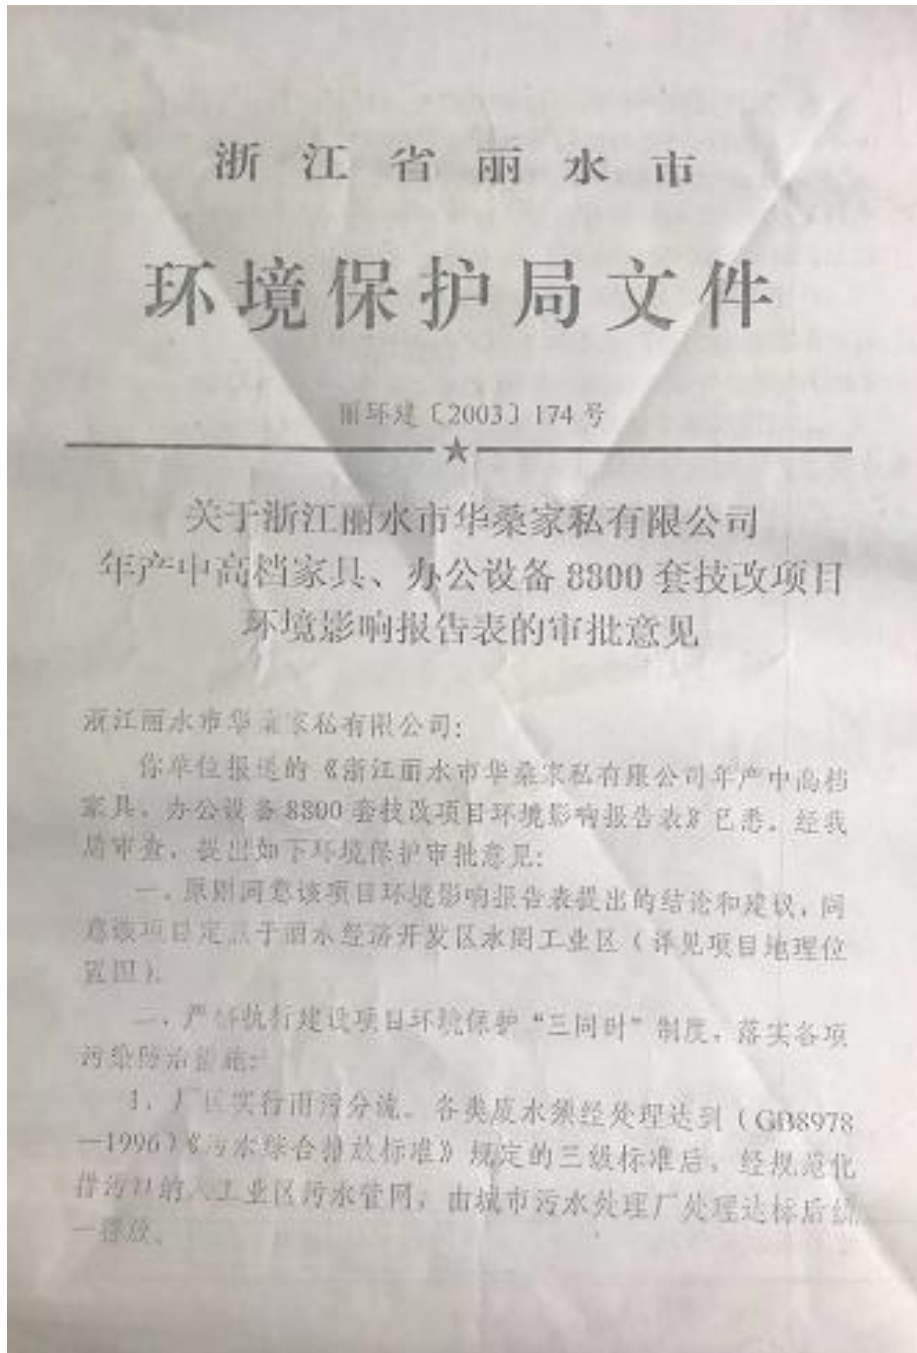 浙江省丽水市
环境保护局文件
丽环建〔2003〕174号
关于浙江丽水市华桑家私有限公司
年产中高档家具、办公设备8800套技改项目
环境影响报告表的审批意见
浙江丽水市华桑家私有限公司:
你单位报送的《浙江丽水市华桑家私有限公司年产中高档
家具、办公设备8800套技改项目环境影响报告表》已悉。经我
局审查,提出如下环境保护审批意见:
一、原则同意该项目环境影响报告表提出的结论和建议,同
意该项目定点于丽水经济开发区水阁工业区(详见项目地理位
置图)。
二、严格执行建设项目环境保护“三同时”制度,落实各项
污染防治措施:
1、厂区实行雨污分流。各类废水须经处理达到(GB8978
—1996)《污水综合排放标准》规定的三级标准后,经规范化
排污口纳入工业区污水管网,由城市污水处理厂处理达标后统
一排放。